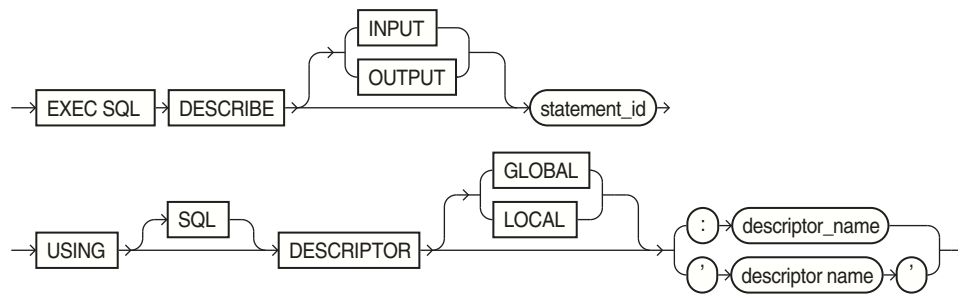 INPUT
OUTPUT
EXEC SQL DESCRIBE statement_id
GLOBAL
SQL LOCAL : descriptor_name
USING DESCRIPTOR ' descriptor name '